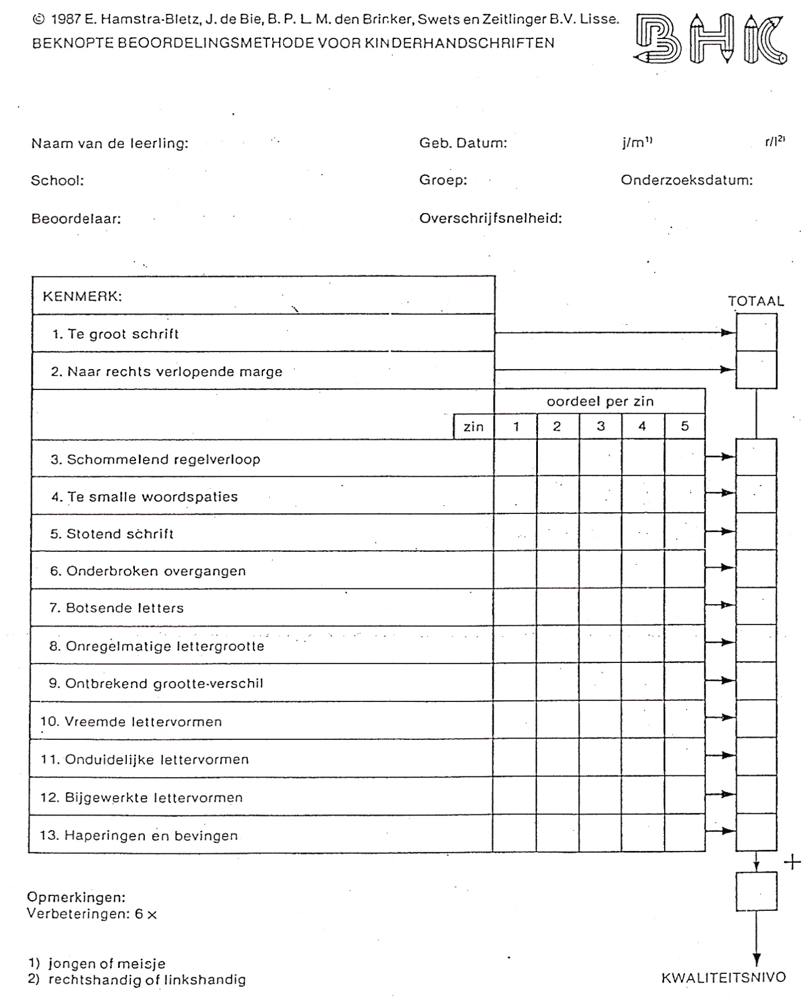 © 1987 E. Hamstra-Bletz, J. de Bie, B. P. L. M. den Brinker, Swets en Zeitlinger B.V. Lisse.
BEKNOPTE BEOORDELINGSMETHODE VOOR KINDERHANDSCHRIFTEN
BHK
Naam van de leerling: Geb. Datum: j/m¹⁾ r/l²⁾
School: Groep: Onderzoeksdatum:
Beoordelaar: Overschrijfsnelheid:
KENMERK:
TOTAAL
1. Te groot schrift
2. Naar rechts verlopende marge
oordeel per zin
zin 1 2 3 4 5
3. Schommelend regelverloop
4. Te smalle woordspaties
5. Stotend schrift
6. Onderbroken overgangen
7. Botsende letters
8. Onregelmatige lettergrootte
9. Ontbrekend grootte-verschil
10. Vreemde lettervormen
11. Onduidelijke lettervormen
12. Bijgewerkte lettervormen
13. Haperingen en bevingen
+
Opmerkingen:
Verbeteringen: 6 x
1) jongen of meisje
2) rechtshandig of linkshandig
KWALITEITSNIVO